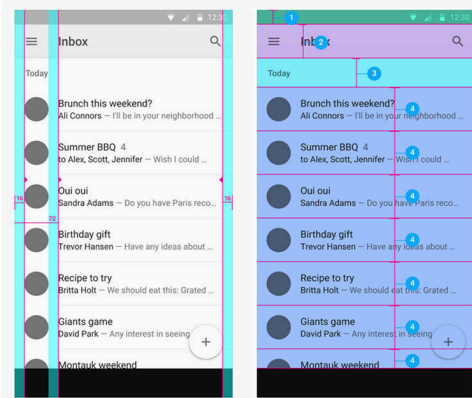 12:30
Inbox
Today
Brunch this weekend?
Ali Connors — I'll be in your neighborhood ...
Summer BBQ 4
to Alex, Scott, Jennifer — Wish I could ...
Oui oui
Sandra Adams — Do you have Paris reco...
16
16
72
Birthday gift
Trevor Hansen — Have any ideas about ...
Recipe to try
Britta Holt — We should eat this: Grated ...
Giants game
David Park — Any interest in seeing
+
Montauk weekend
12:30
1
Inbox
2
Today
3
Brunch this weekend?
4
Ali Connors — I'll be in your neighborhood ...
Summer BBQ 4
4
to Alex, Scott, Jennifer — Wish I could ...
Oui oui
4
Sandra Adams — Do you have Paris reco...
Birthday gift
4
Trevor Hansen — Have any ideas about ...
Recipe to try
4
Britta Holt — We should eat this: Grated ...
Giants game
4
David Park — Any interest in seeing
+
Montauk weekend
4